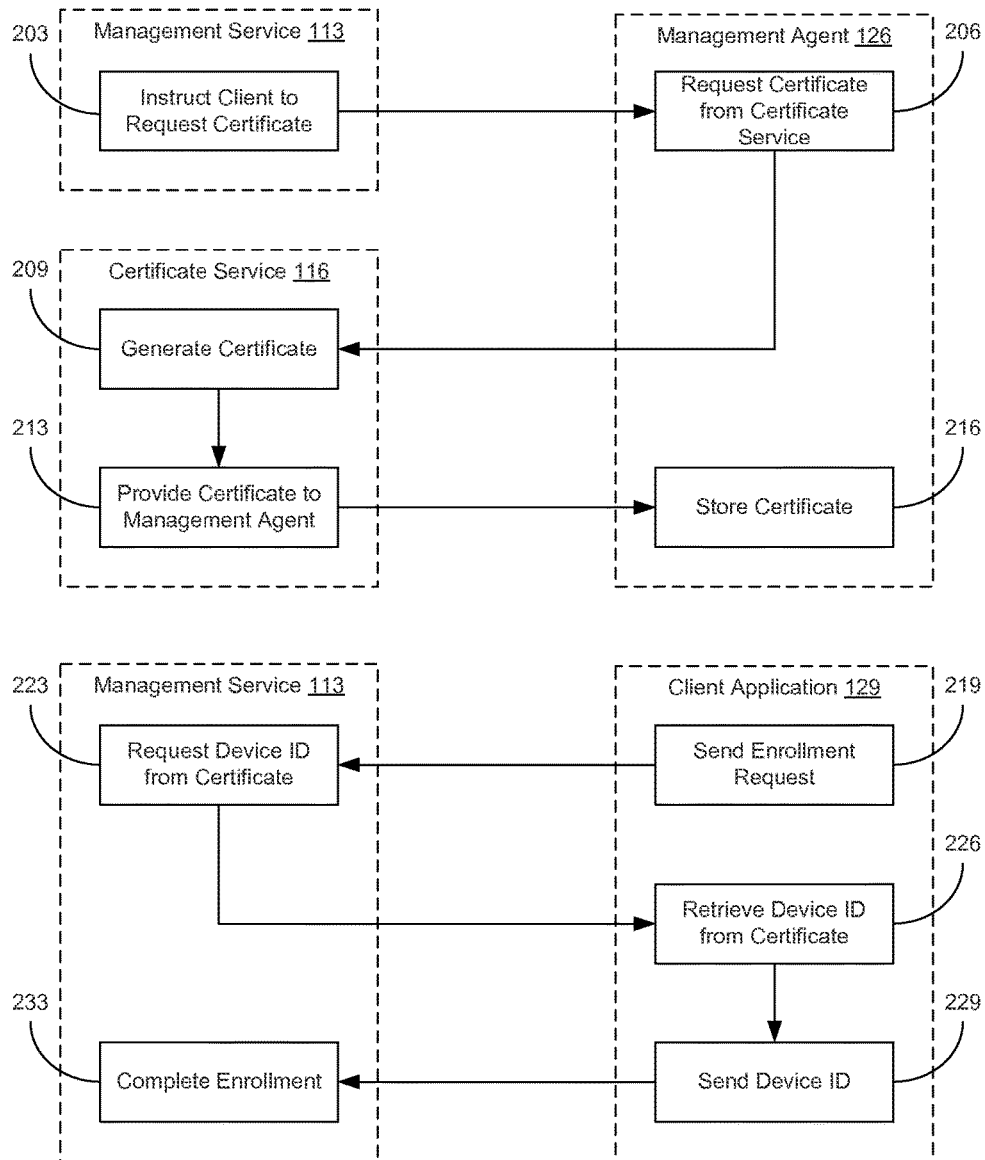 203
Management Service 113
Instruct Client to
Request Certificate
Management Agent 126
206
Request Certificate
from Certificate
Service
209
Certificate Service 116
Generate Certificate
213
Provide Certificate to
Management Agent
216
Store Certificate
223
Management Service 113
Request Device ID
from Certificate
Client Application 129
219
Send Enrollment
Request
226
Retrieve Device ID
from Certificate
233
Complete Enrollment
229
Send Device ID